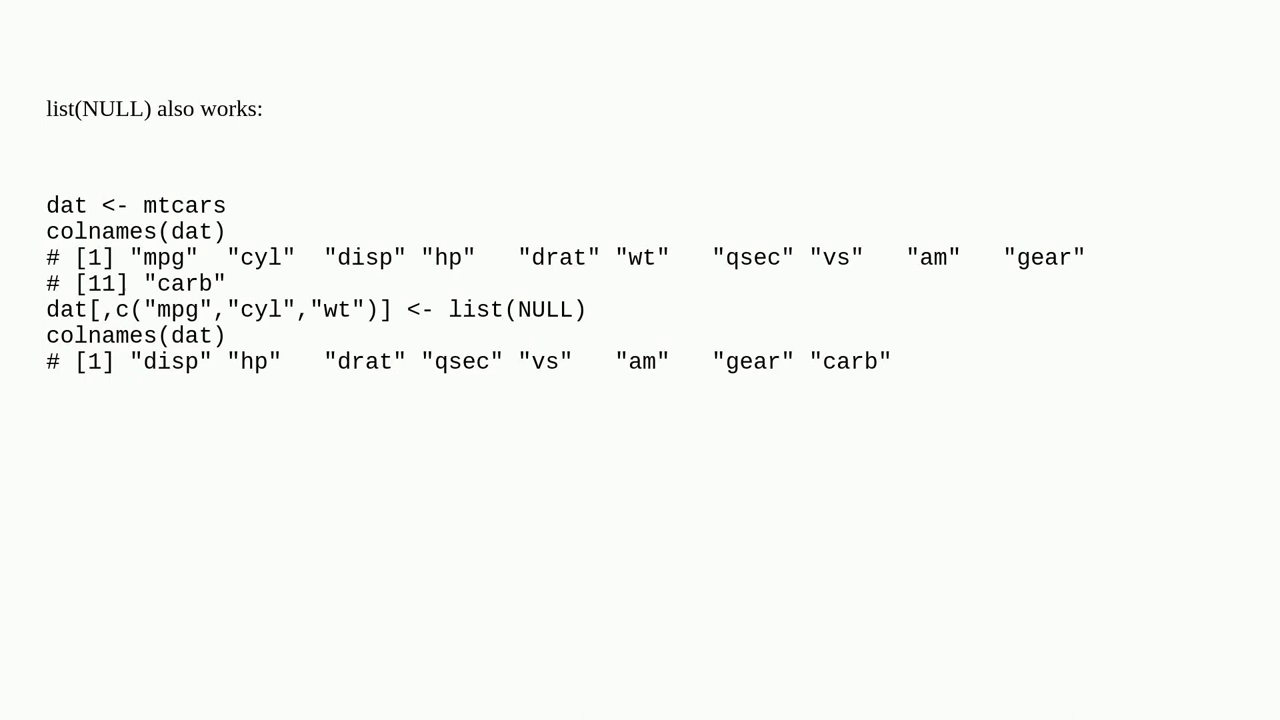 list(NULL) also works:
dat <- mtcars
colnames(dat)
# [1] "mpg"  "cyl"  "disp" "hp"   "drat" "wt"   "qsec" "vs"   "am"   "gear"
# [11] "carb"
dat[,c("mpg","cyl","wt")] <- list(NULL)
colnames(dat)
# [1] "disp" "hp"   "drat" "qsec" "vs"   "am"   "gear" "carb"